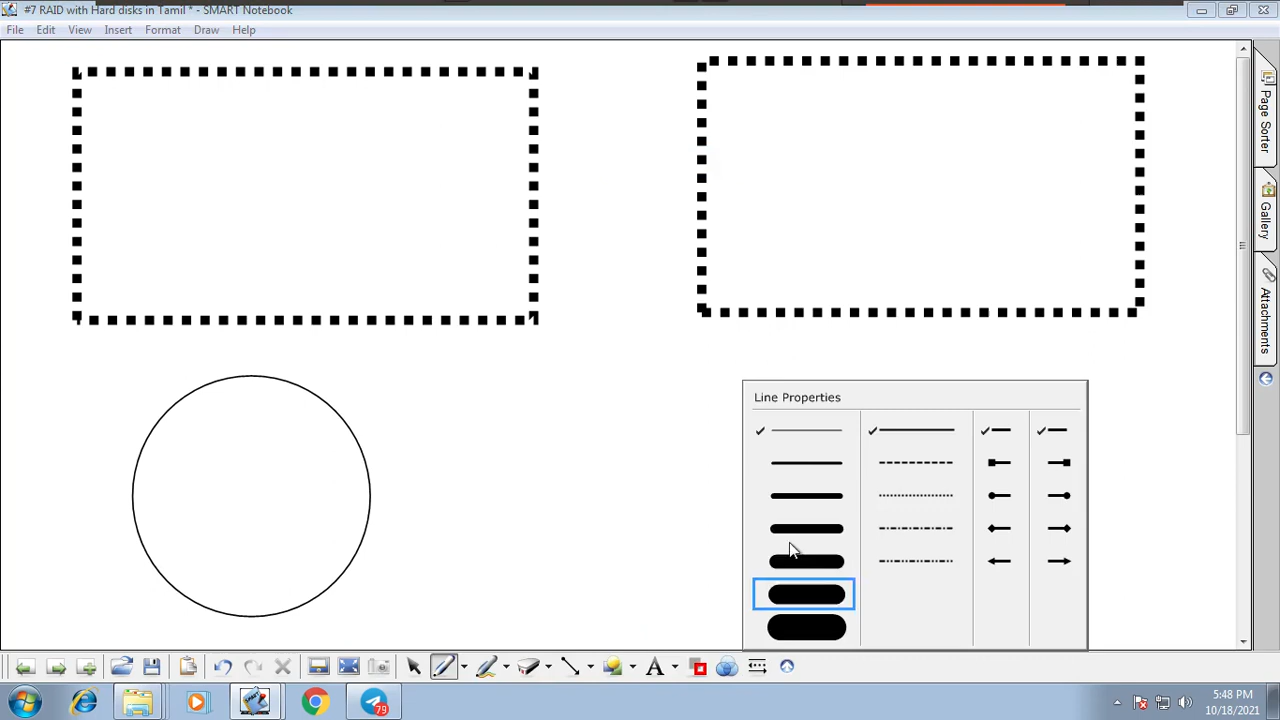 #7 RAID with Hard disks in Tamil * - SMART Notebook
File Edit View Insert Format Draw Help
Page Sorter
Gallery
Attachments
Line Properties
A
79
5:48 PM
10/18/2021